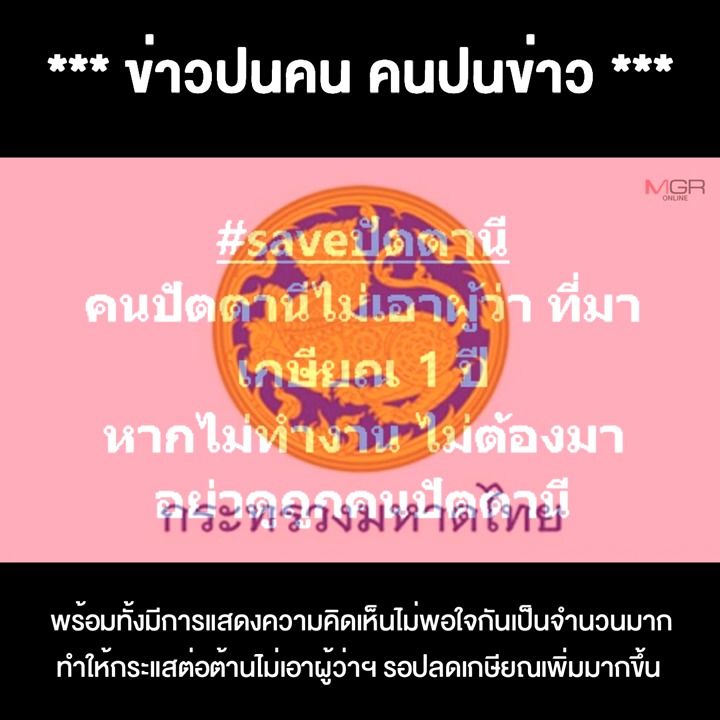 *** ข่าวปนคน คนปนข่าว ***
MGR
ONLINE
#saveปัตตานี
คนปัตตานีไม่เอาผู้ว่า ที่มา
เกษียณ 1 ปี
หากไม่ทำงาน ไม่ต้องมา
อย่าดูถูกคนปัตตานี
กระทรวงมหาดไทย
พร้อมทั้งมีการแสดงความคิดเห็นไม่พอใจกันเป็นจำนวนมาก
ทำให้กระแสต่อต้านไม่เอาผู้ว่าฯ รอปลดเกษียณเพิ่มมากขึ้น